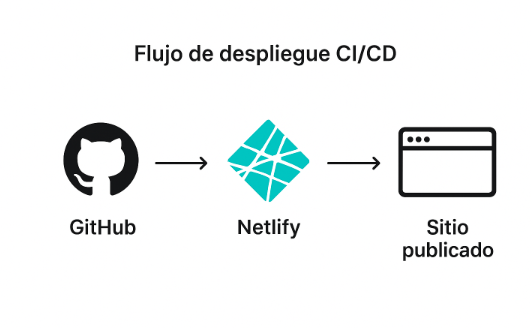 Flujo de despliegue CI/CD
GitHub
Netlify
Sitio
publicado